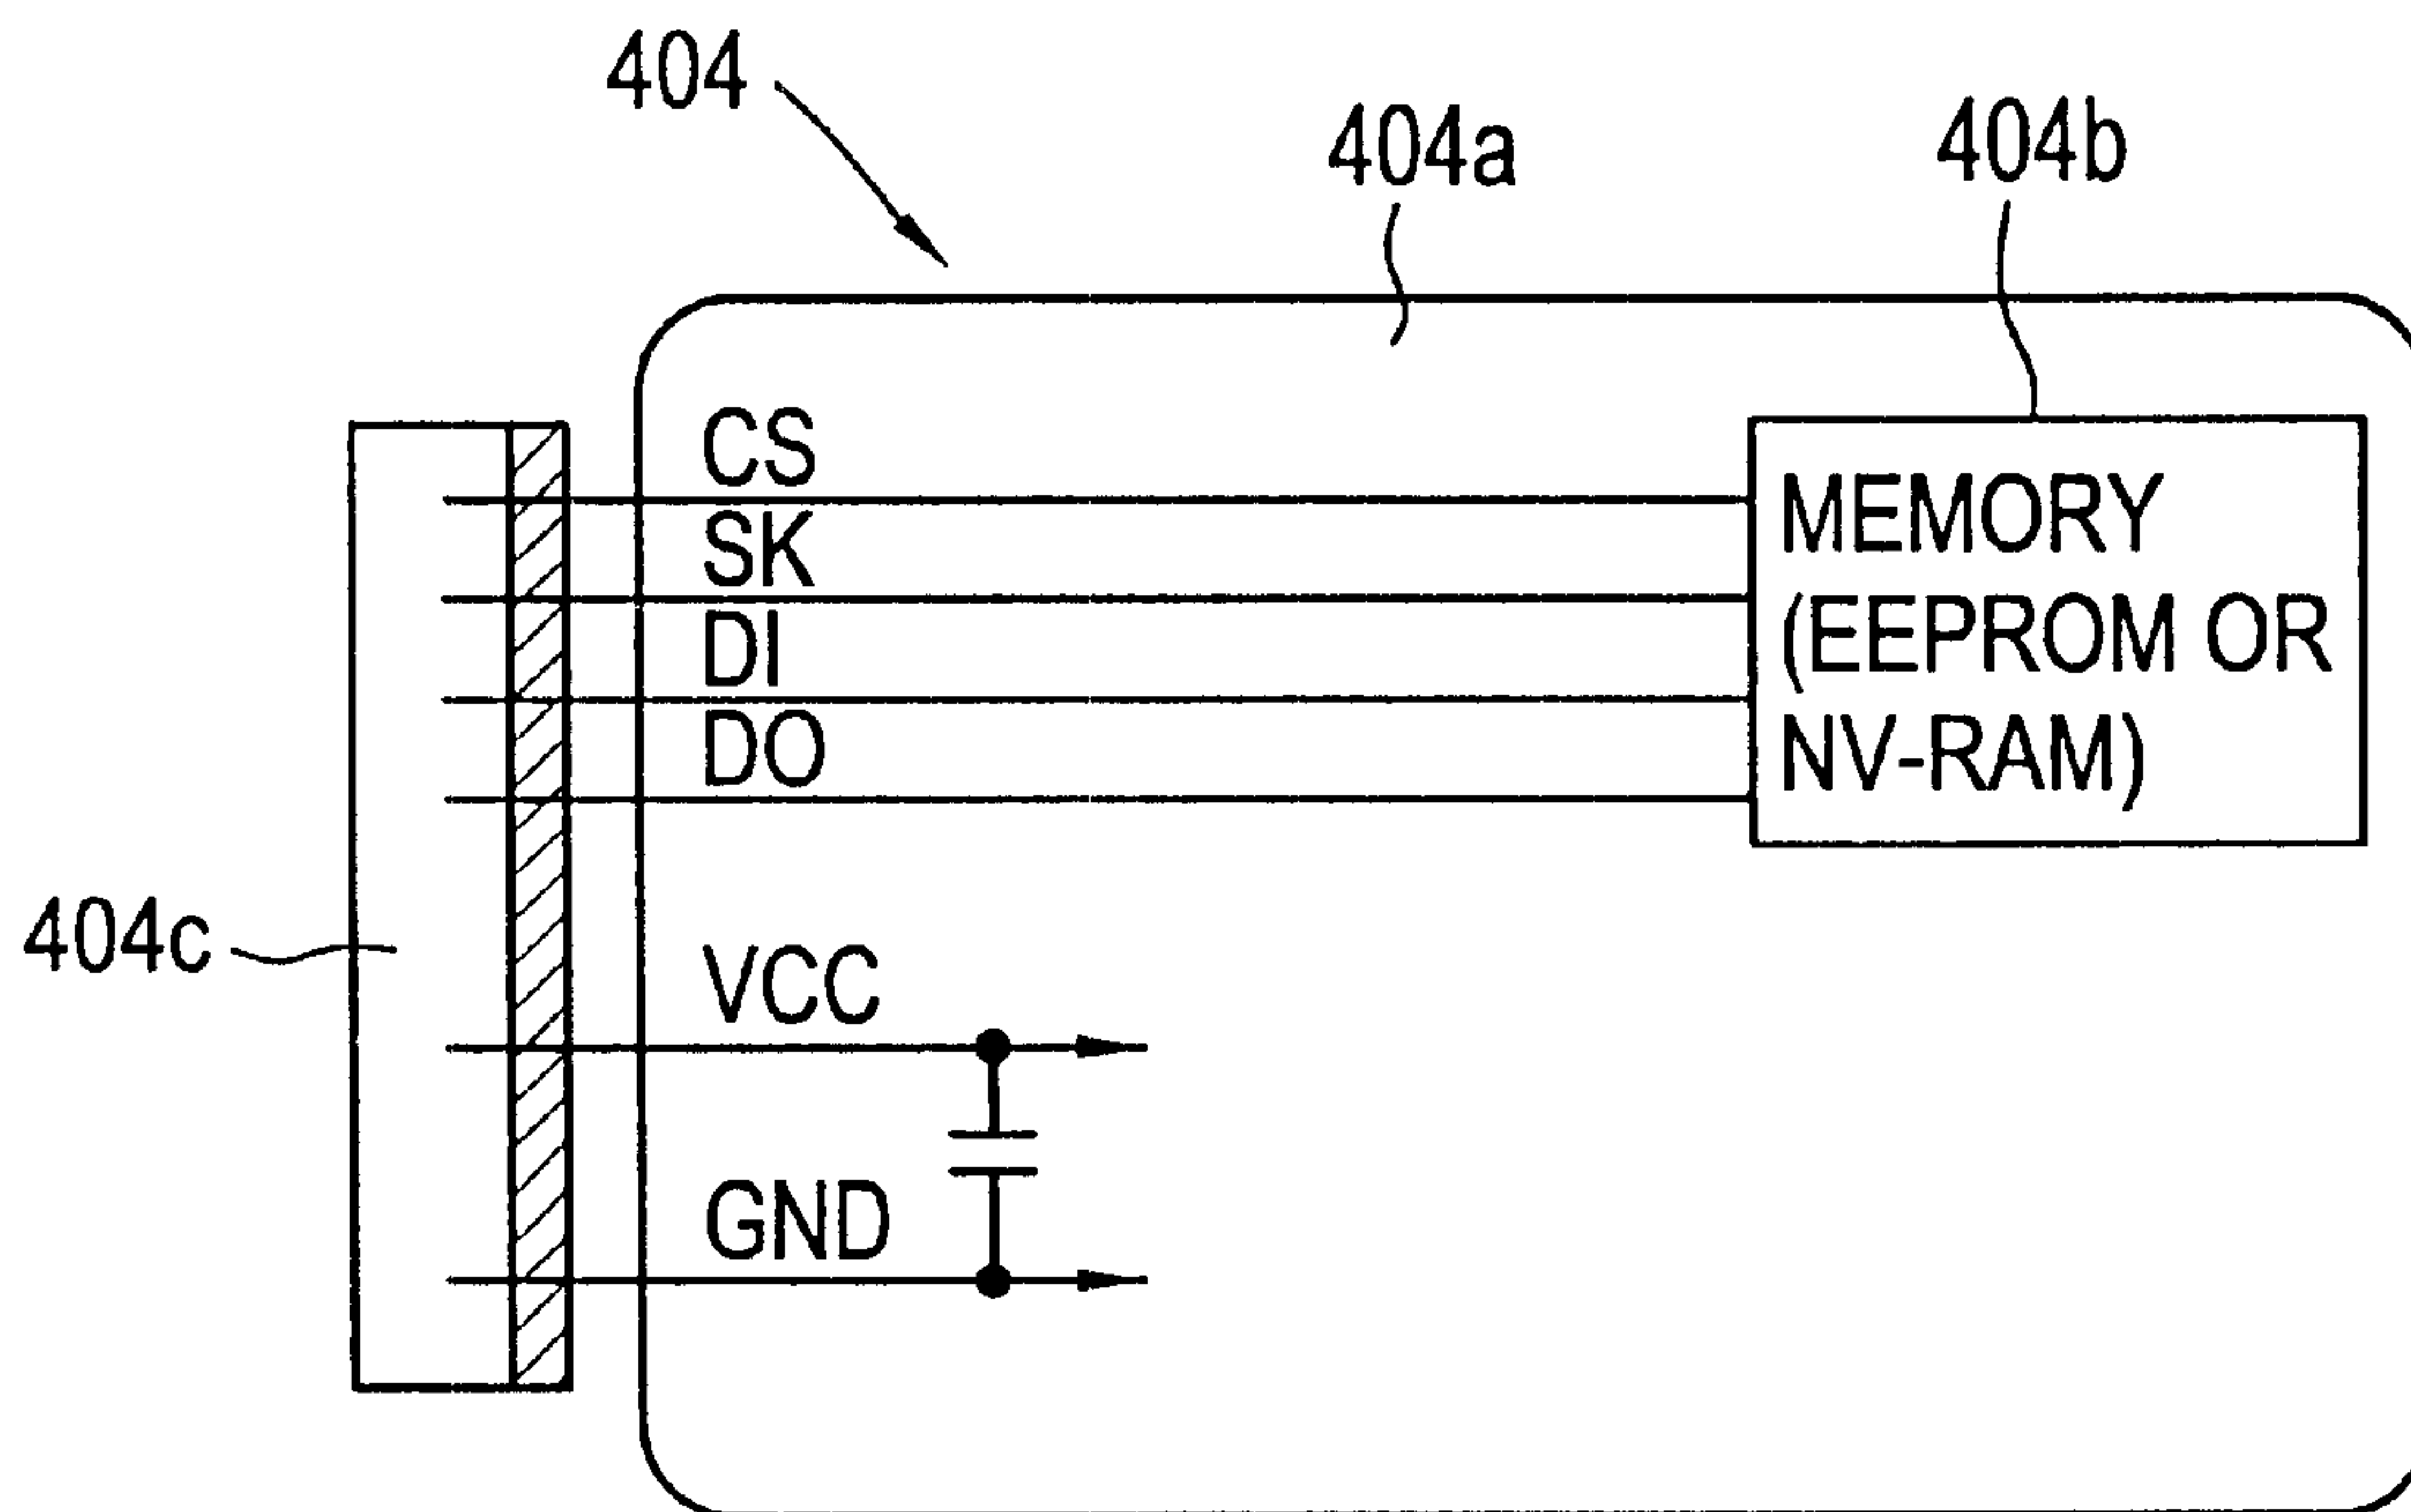 404
404a
404b
CS
SK
DI
DO
MEMORY
(EEPROM OR
NV-RAM)
404c
VCC
GND